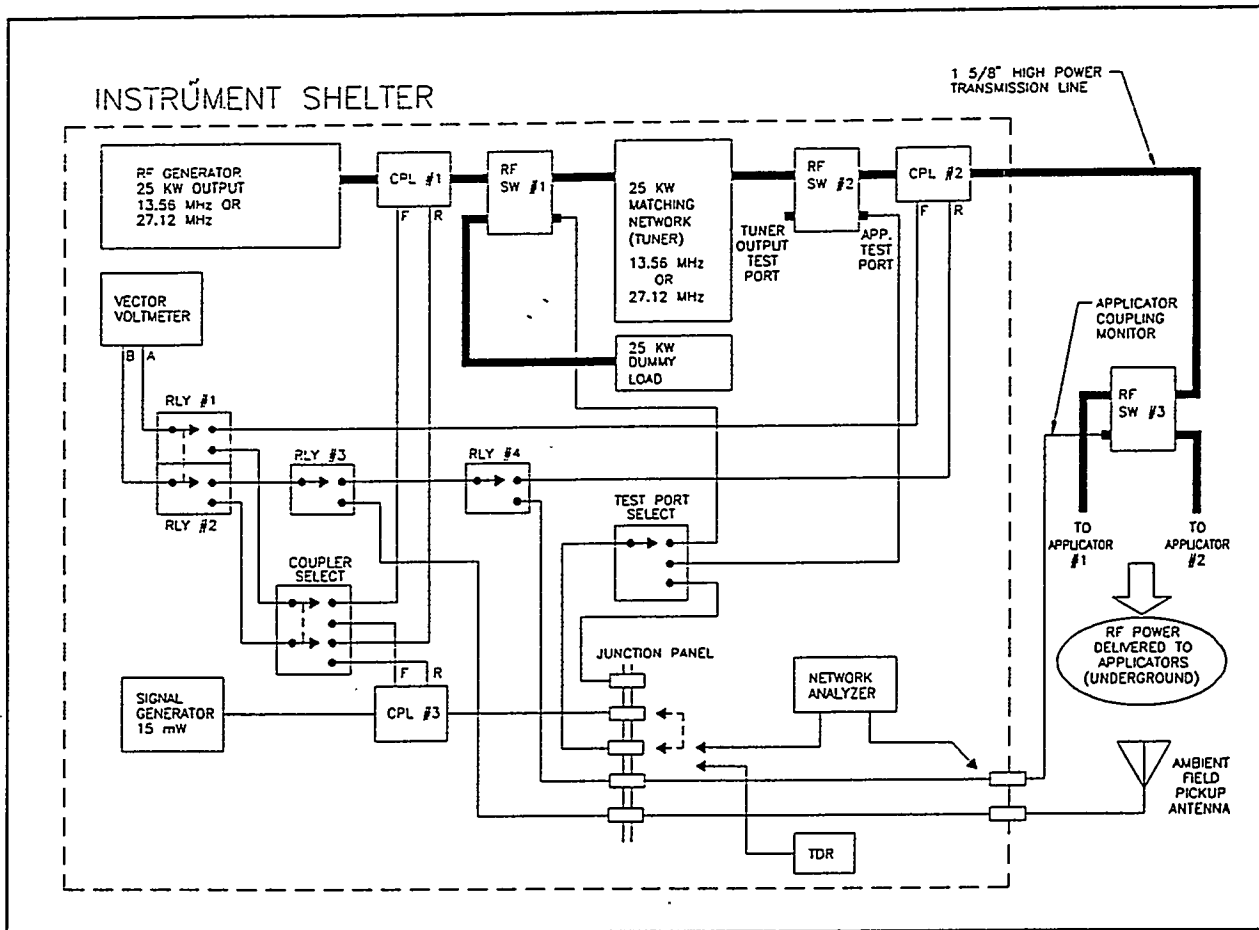 INSTRUMENT SHELTER
1 5/8" HIGH POWER
TRANSMISSION LINE
RF GENERATOR
25 KW OUTPUT
13.56 MHz OR
27.12 MHz
CPL #1
F
R
RF
SW #1
25 KW
MATCHING
NETWORK
(TUNER)
13.56 MHz
OR
27.12 MHz
RF
SW #2
CPL #2
F
R
TUNER
OUTPUT
TEST
PORT
APP.
TEST
PORT
VECTOR
VOLTMETER
B
A
25 KW
DUMMY
LOAD
APPLICATOR
COUPLING
MONITOR
RF
SW #3
RLY #1
RLY #2
RLY #3
RLY #4
TEST PORT
SELECT
TO
APPLICATOR
#1
TO
APPLICATOR
#2
COUPLER
SELECT
F
R
RF POWER
DELIVERED TO
APPLICATORS
(UNDERGROUND)
JUNCTION PANEL
NETWORK
ANALYZER
SIGNAL
GENERATOR
15 mW
CPL #3
AMBIENT
FIELD
PICKUP
ANTENNA
TDR